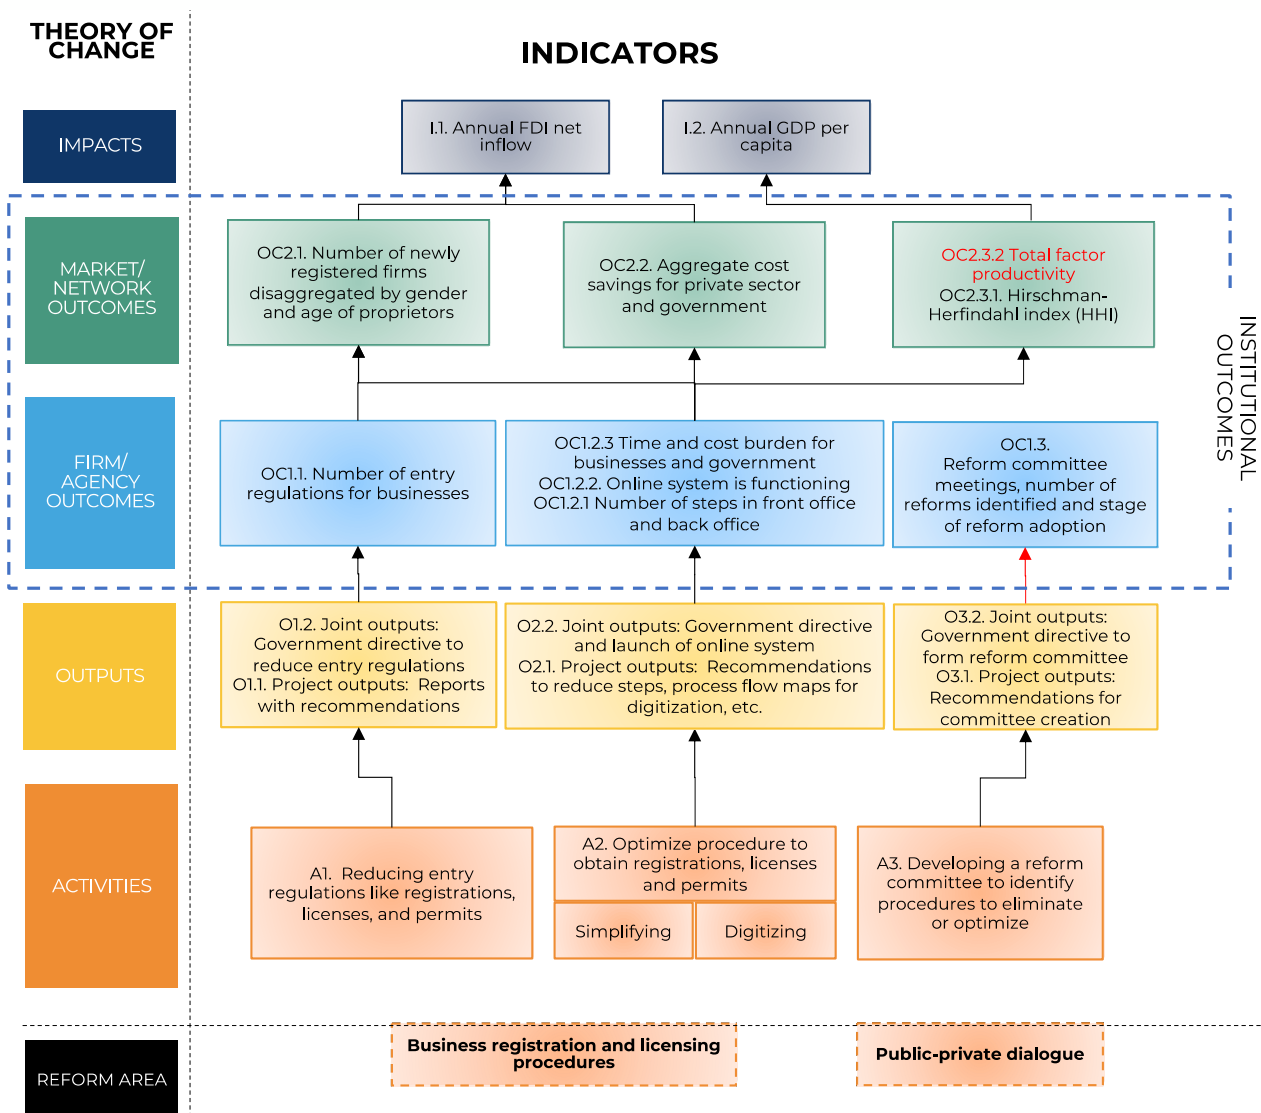 THEORY OF
CHANGE
INDICATORS
IMPACTS
I.1. Annual FDI net
inflow
I.2. Annual GDP per
capita
MARKET/
NETWORK
OUTCOMES
OC2.1. Number of newly
registered firms
disaggregated by gender
and age of proprietors
OC2.2. Aggregate cost
savings for private sector
and government
OC2.3.2 Total factor
productivity
OC2.3.1. Hirschman-
Herfindahl index (HHI)
INSTITUTIONAL
OUTCOMES
FIRM/
AGENCY
OUTCOMES
OC1.1. Number of entry
regulations for businesses
OC1.2.3 Time and cost burden for
businesses and government
OC1.2.2. Online system is functioning
OC1.2.1 Number of steps in front office
and back office
OC1.3.
Reform committee
meetings, number of
reforms identified and stage
of reform adoption
OUTPUTS
O1.2. Joint outputs:
Government directive to
reduce entry regulations
O1.1. Project outputs: Reports
with recommendations
O2.2. Joint outputs: Government directive
and launch of online system
O2.1. Project outputs: Recommendations
to reduce steps, process flow maps for
digitization, etc.
O3.2. Joint outputs:
Government directive to
form reform committee
O3.1. Project outputs:
Recommendations for
committee creation
ACTIVITIES
A1. Reducing entry
regulations like registrations,
licenses, and permits
A2. Optimize procedure to
obtain registrations, licenses
and permits
Simplifying
Digitizing
A3. Developing a reform
committee to identify
procedures to eliminate
or optimize
REFORM AREA
Business registration and licensing
procedures
Public-private dialogue